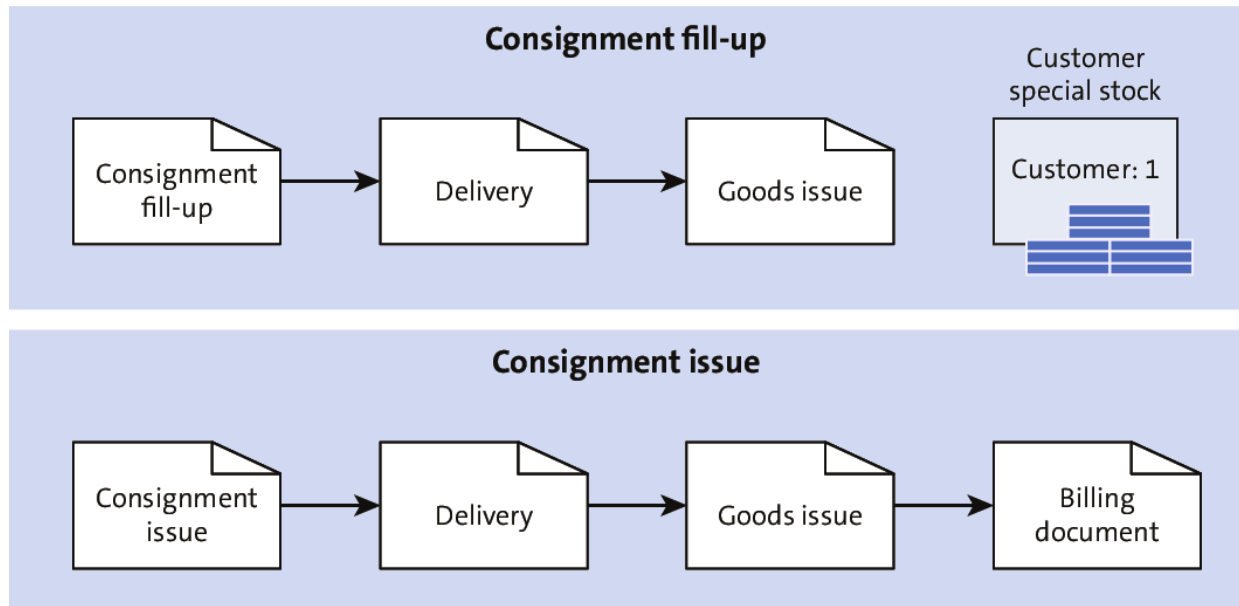 Consignment fill-up
Customer
special stock
Consignment
fill-up
Delivery
Goods issue
Customer: 1
Consignment issue
Consignment
issue
Delivery
Goods issue
Billing
document